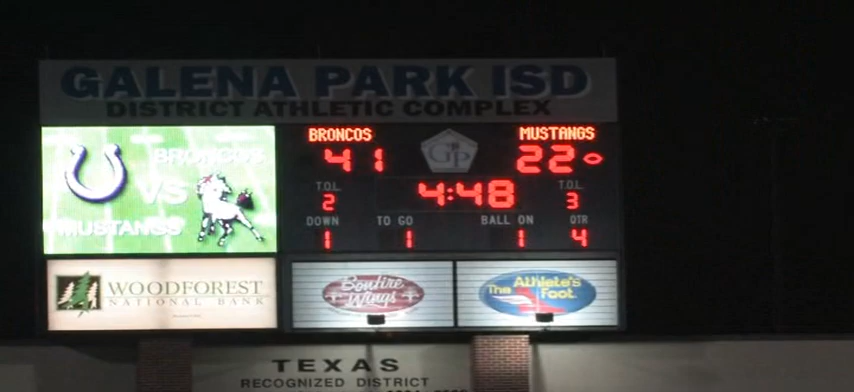 GALENA PARK ISD
DISTRICT ATHLETIC COMPLEX
BRONCOS
VS
MUSTANGS
BRONCOS MUSTANGS
41 GP 22
T.O.L. 4:48 T.O.L.
2 3
DOWN TO GO BALL ON QTR
1 1 1 4
WOODFOREST
NATIONAL BANK
Bonfire
Wings
The Athlete's
Foot.
TEXAS
RECOGNIZED DISTRICT